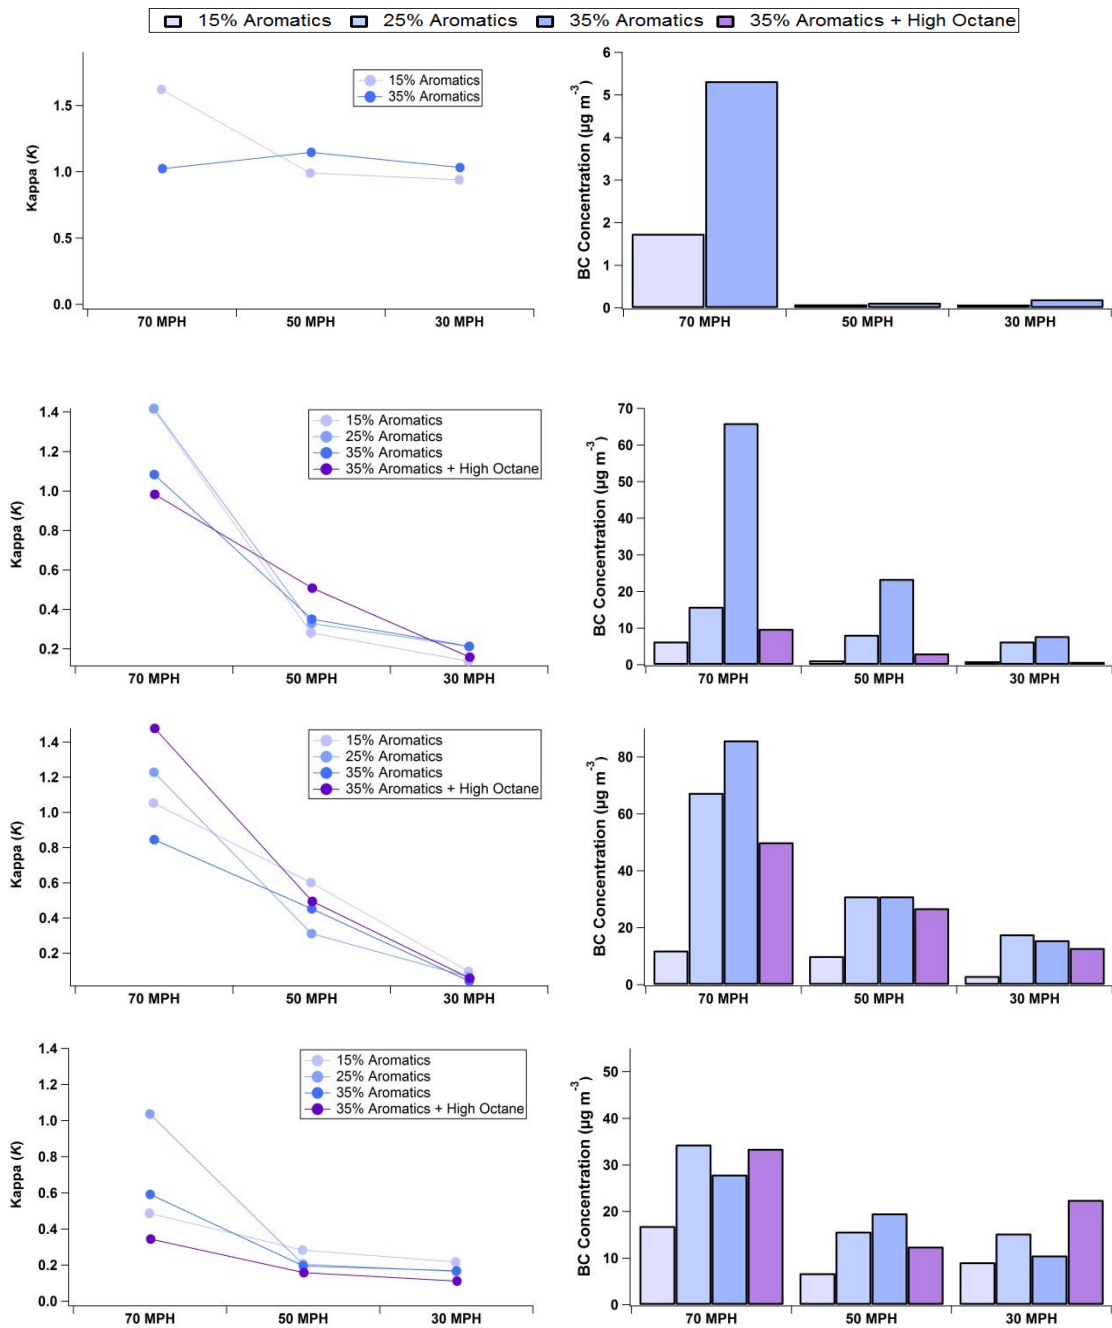 15% Aromatics 25% Aromatics 35% Aromatics 35% Aromatics + High Octane
15% Aromatics
35% Aromatics
Kappa (K)
1.5
1.0
0.5
0.0
70 MPH 50 MPH 30 MPH
BC Concentration (µg m⁻³)
6
5
4
3
2
1
0
70 MPH 50 MPH 30 MPH
15% Aromatics
25% Aromatics
35% Aromatics
35% Aromatics + High Octane
Kappa (K)
1.4
1.2
1.0
0.8
0.6
0.4
0.2
70 MPH 50 MPH 30 MPH
BC Concentration (µg m⁻³)
70
60
50
40
30
20
10
0
70 MPH 50 MPH 30 MPH
15% Aromatics
25% Aromatics
35% Aromatics
35% Aromatics + High Octane
Kappa (K)
1.4
1.2
1.0
0.8
0.6
0.4
0.2
70 MPH 50 MPH 30 MPH
BC Concentration (µg m⁻³)
80
60
40
20
0
70 MPH 50 MPH 30 MPH
15% Aromatics
25% Aromatics
35% Aromatics
35% Aromatics + High Octane
Kappa (K)
1.4
1.2
1.0
0.8
0.6
0.4
0.2
0.0
70 MPH 50 MPH 30 MPH
BC Concentration (µg m⁻³)
50
40
30
20
10
0
70 MPH 50 MPH 30 MPH